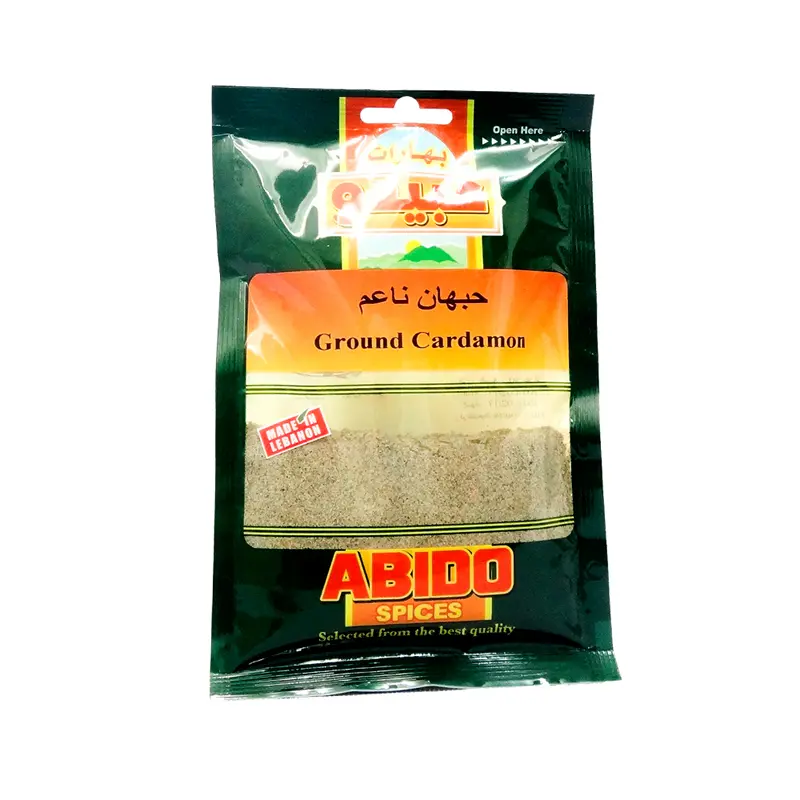 Open Here
بهارات
عبيدو
حبهان ناعم
Ground Cardamon
MADE IN
LEBANON
ABIDO
SPICES
Selected from the best quality